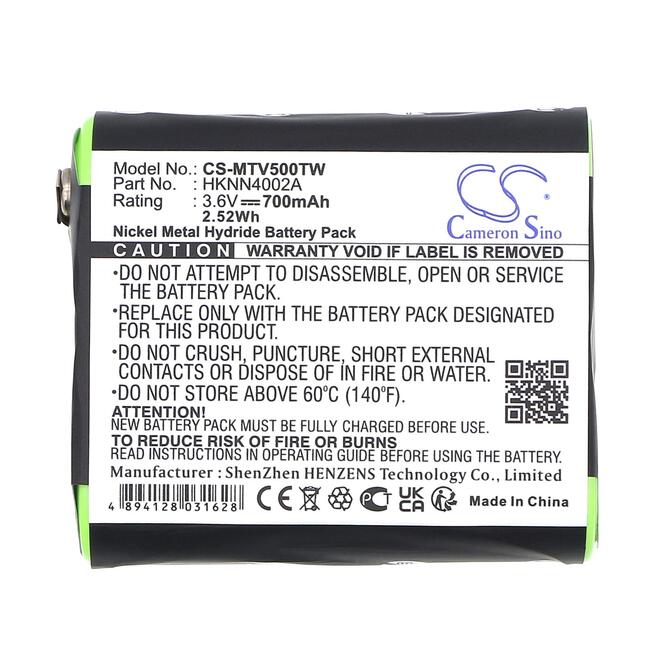 Model No.: CS-MTV500TW
Part No. : HKNN4002A
Rating : 3.6V⎓700mAh
2.52Wh
Nickel Metal Hydride Battery Pack
CS
Cameron Sino
CAUTION WARRANTY VOID IF LABEL IS REMOVED
•DO NOT ATTEMPT TO DISASSEMBLE, OPEN OR SERVICE
THE BATTERY PACK.
•REPLACE ONLY WITH THE BATTERY PACK DESIGNATED
FOR THIS PRODUCT.
•DO NOT CRUSH, PUNCTURE, SHORT EXTERNAL
CONTACTS OR DISPOSE OF IN FIRE OR WATER.
•DO NOT STORE ABOVE 60°C (140°F).
ATTENTION!
NEW BATTERY PACK MUST BE FULLY CHARGED BEFORE USE.
TO REDUCE RISK OF FIRE OR BURNS
READ INSTRUCTIONS IN OPERATING GUIDE BEFORE USING THE BATTERY.
Manufacturer : ShenZhen HENZENS Technology Co., Limited
4 894128 031628
CE PCT UK CA Made In China